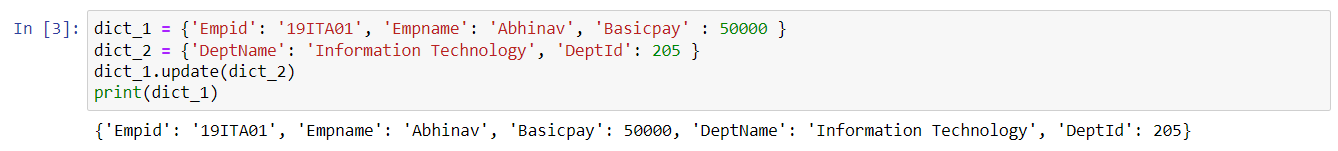 In [3]: dict_1 = {'Empid': '19ITA01', 'Empname': 'Abhinav', 'Basicpay' : 50000 }
dict_2 = {'DeptName': 'Information Technology', 'DeptId': 205 }
dict_1.update(dict_2)
print(dict_1)
{'Empid': '19ITA01', 'Empname': 'Abhinav', 'Basicpay': 50000, 'DeptName': 'Information Technology', 'DeptId': 205}